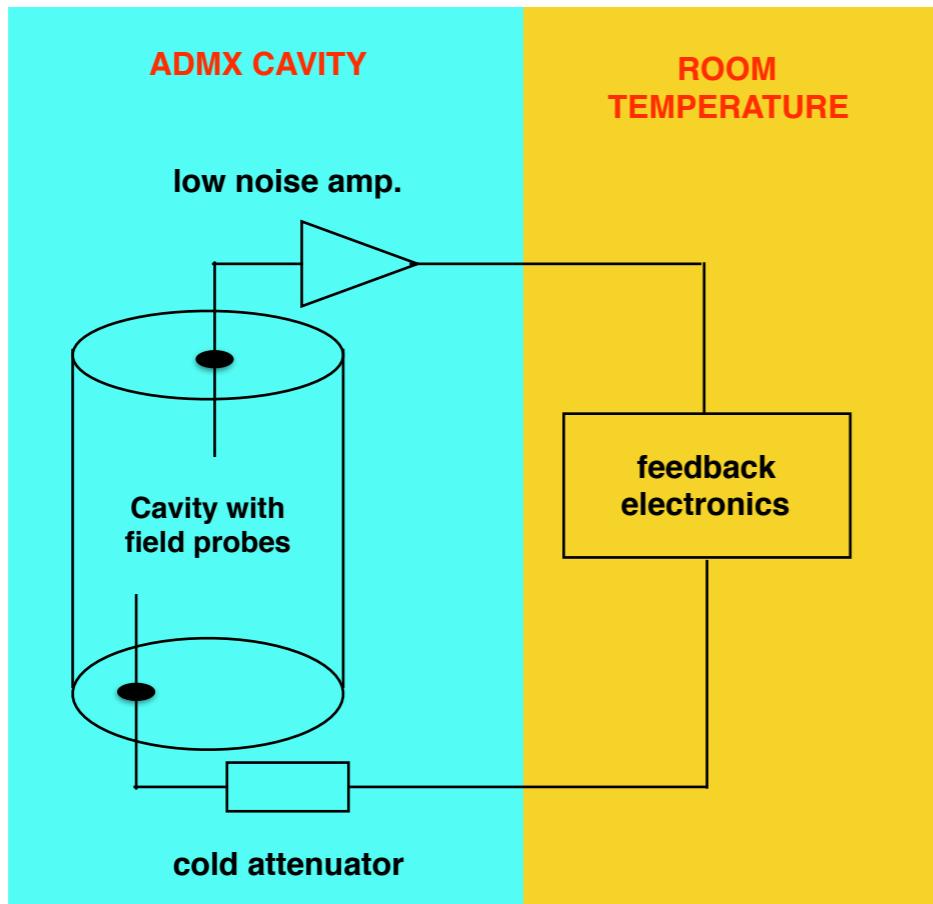 ADMX CAVITY
ROOM
TEMPERATURE
low noise amp.
feedback
electronics
Cavity with
field probes
cold attenuator